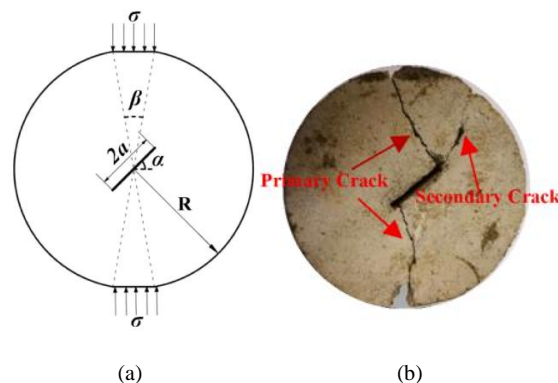 σ
β
2a
α
R
σ
Primary Crack
Secondary Crack
(a)
(b)